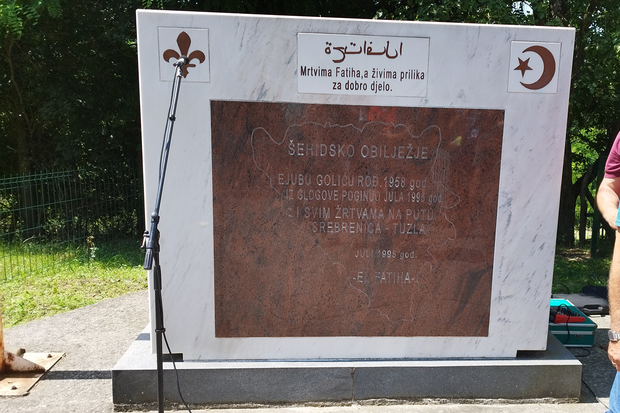 الفاتحة
Mrtvima Fatiha,a živima prilika
za dobro djelo.
ŠEHIDSKO OBILJEŽJE
EJUBU GOLIĆU ROĐ.1958 god
IZ GLOGOVE POGINUO JULA 1995 god
I SVIM ŽRTVAMA NA PUTU
SREBRENICA - TUZLA
JULI 1995 god.
-EL FATIHA-